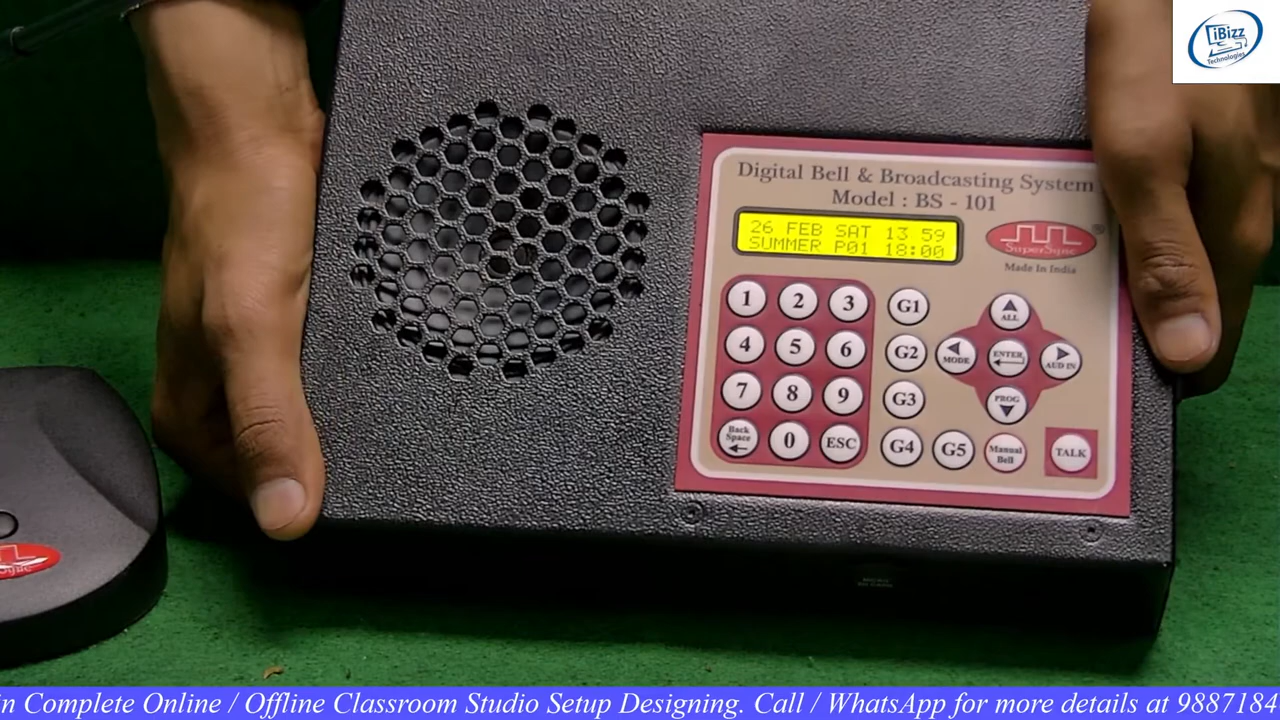 iBizz
Technologies
Digital Bell & Broadcasting System
Model : BS - 101
26 FEB SAT 13 59
SUMMER P01 18:00
SuperSync
®
Made In India
1 2 3 G1 ALL
4 5 6 G2 MODE ENTER AUD IN
7 8 9 G3 PROG
Back Space 0 ESC G4 G5 Manual Bell TALK
in Complete Online / Offline Classroom Studio Setup Designing. Call / WhatsApp for more details at 9887184